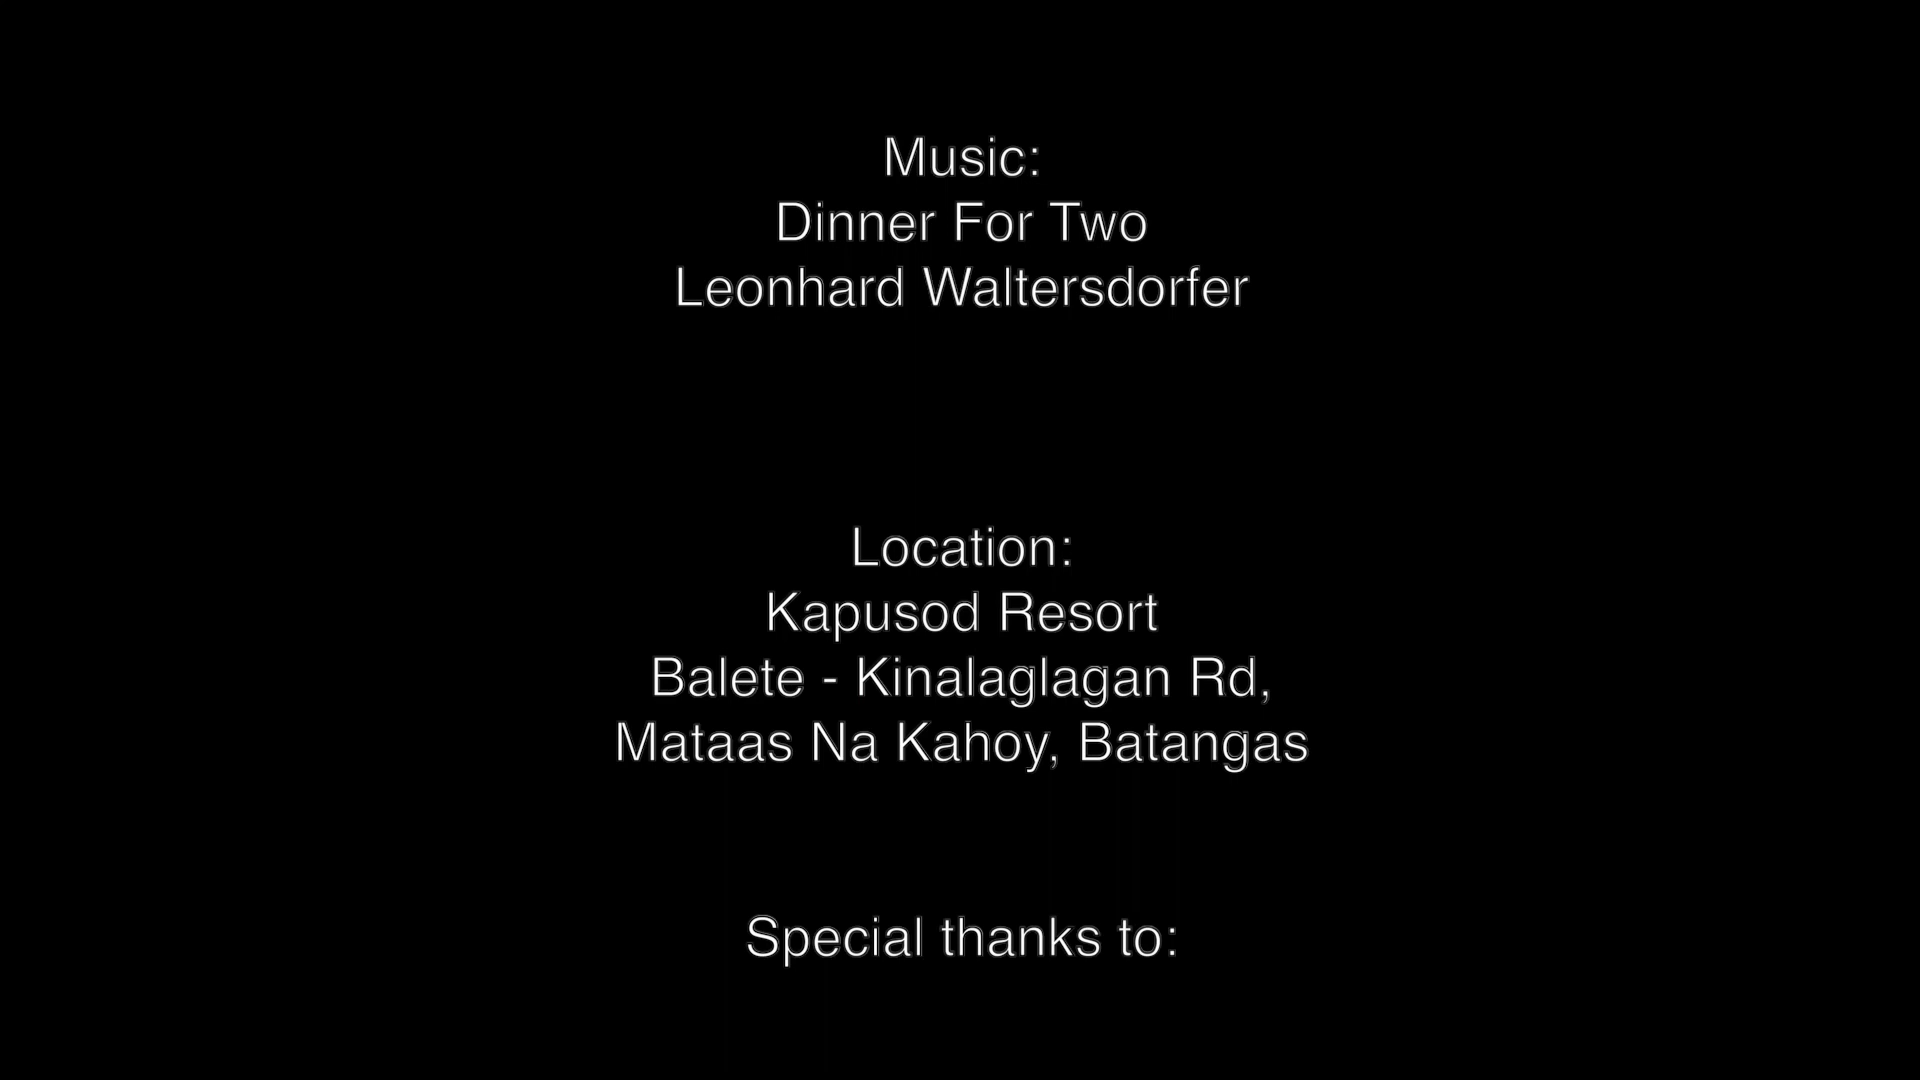 Music:
Dinner For Two
Leonhard Waltersdorfer
Location:
Kapusod Resort
Balete - Kinalaglagan Rd,
Mataas Na Kahoy, Batangas
Special thanks to: